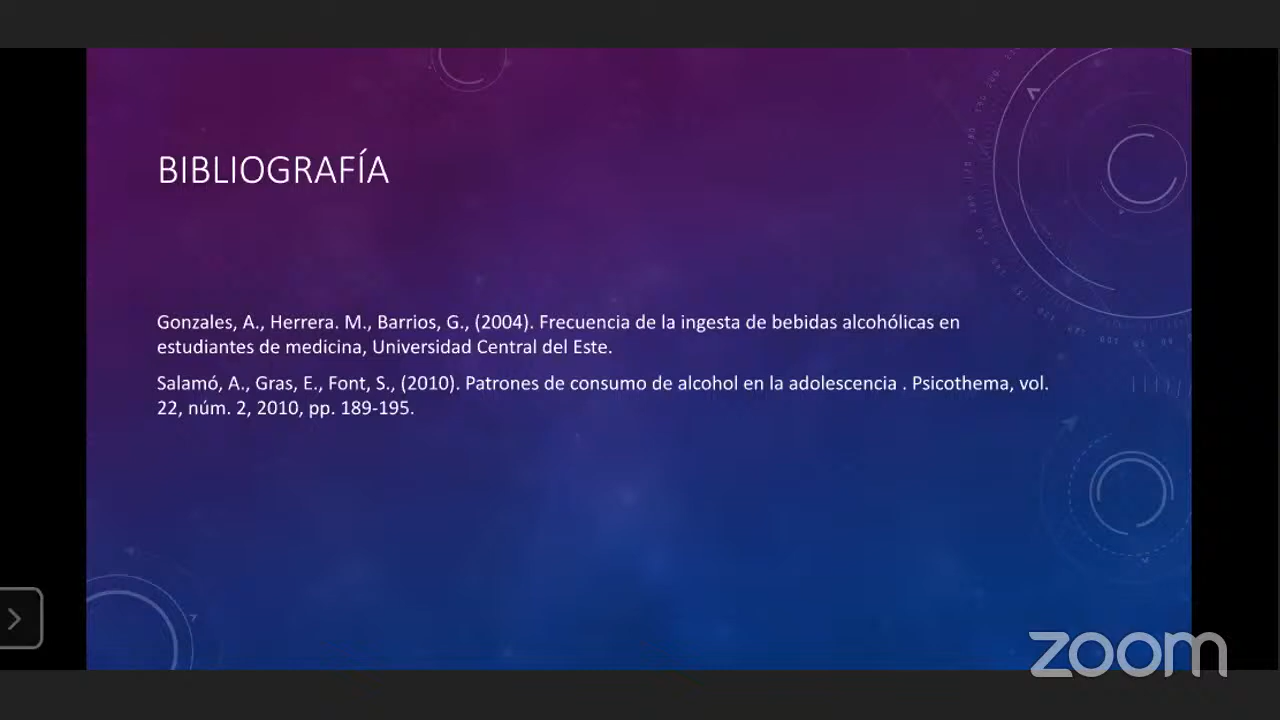 BIBLIOGRAFÍA
Gonzales, A., Herrera. M., Barrios, G., (2004). Frecuencia de la ingesta de bebidas alcohólicas en
estudiantes de medicina, Universidad Central del Este.
Salamó, A., Gras, E., Font, S., (2010). Patrones de consumo de alcohol en la adolescencia . Psicothema, vol.
22, núm. 2, 2010, pp. 189-195.
zoom